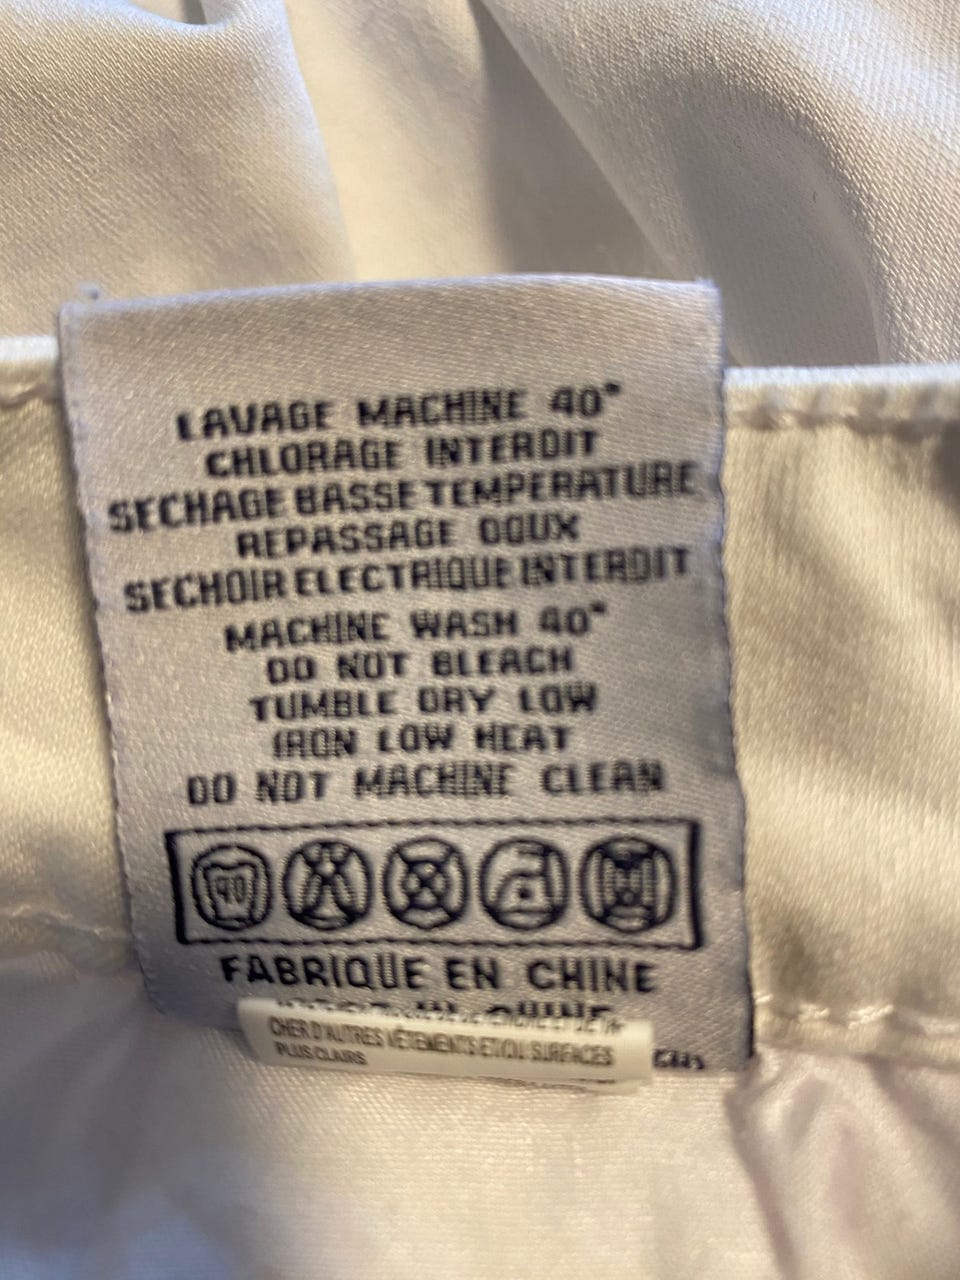 LAVAGE MACHINE 40°
CHLORAGE INTERDIT
SECHAGE BASSE TEMPERATURE
REPASSAGE DOUX
SECHOIR ELECTRIQUE INTERDIT
MACHINE WASH 40°
DO NOT BLEACH
TUMBLE DRY LOW
IRON LOW HEAT
DO NOT MACHINE CLEAN
40
FABRIQUE EN CHINE
CHER D'AUTRES VÊTEMENTS ET/OU SURFACES
PLUS CLAIRS